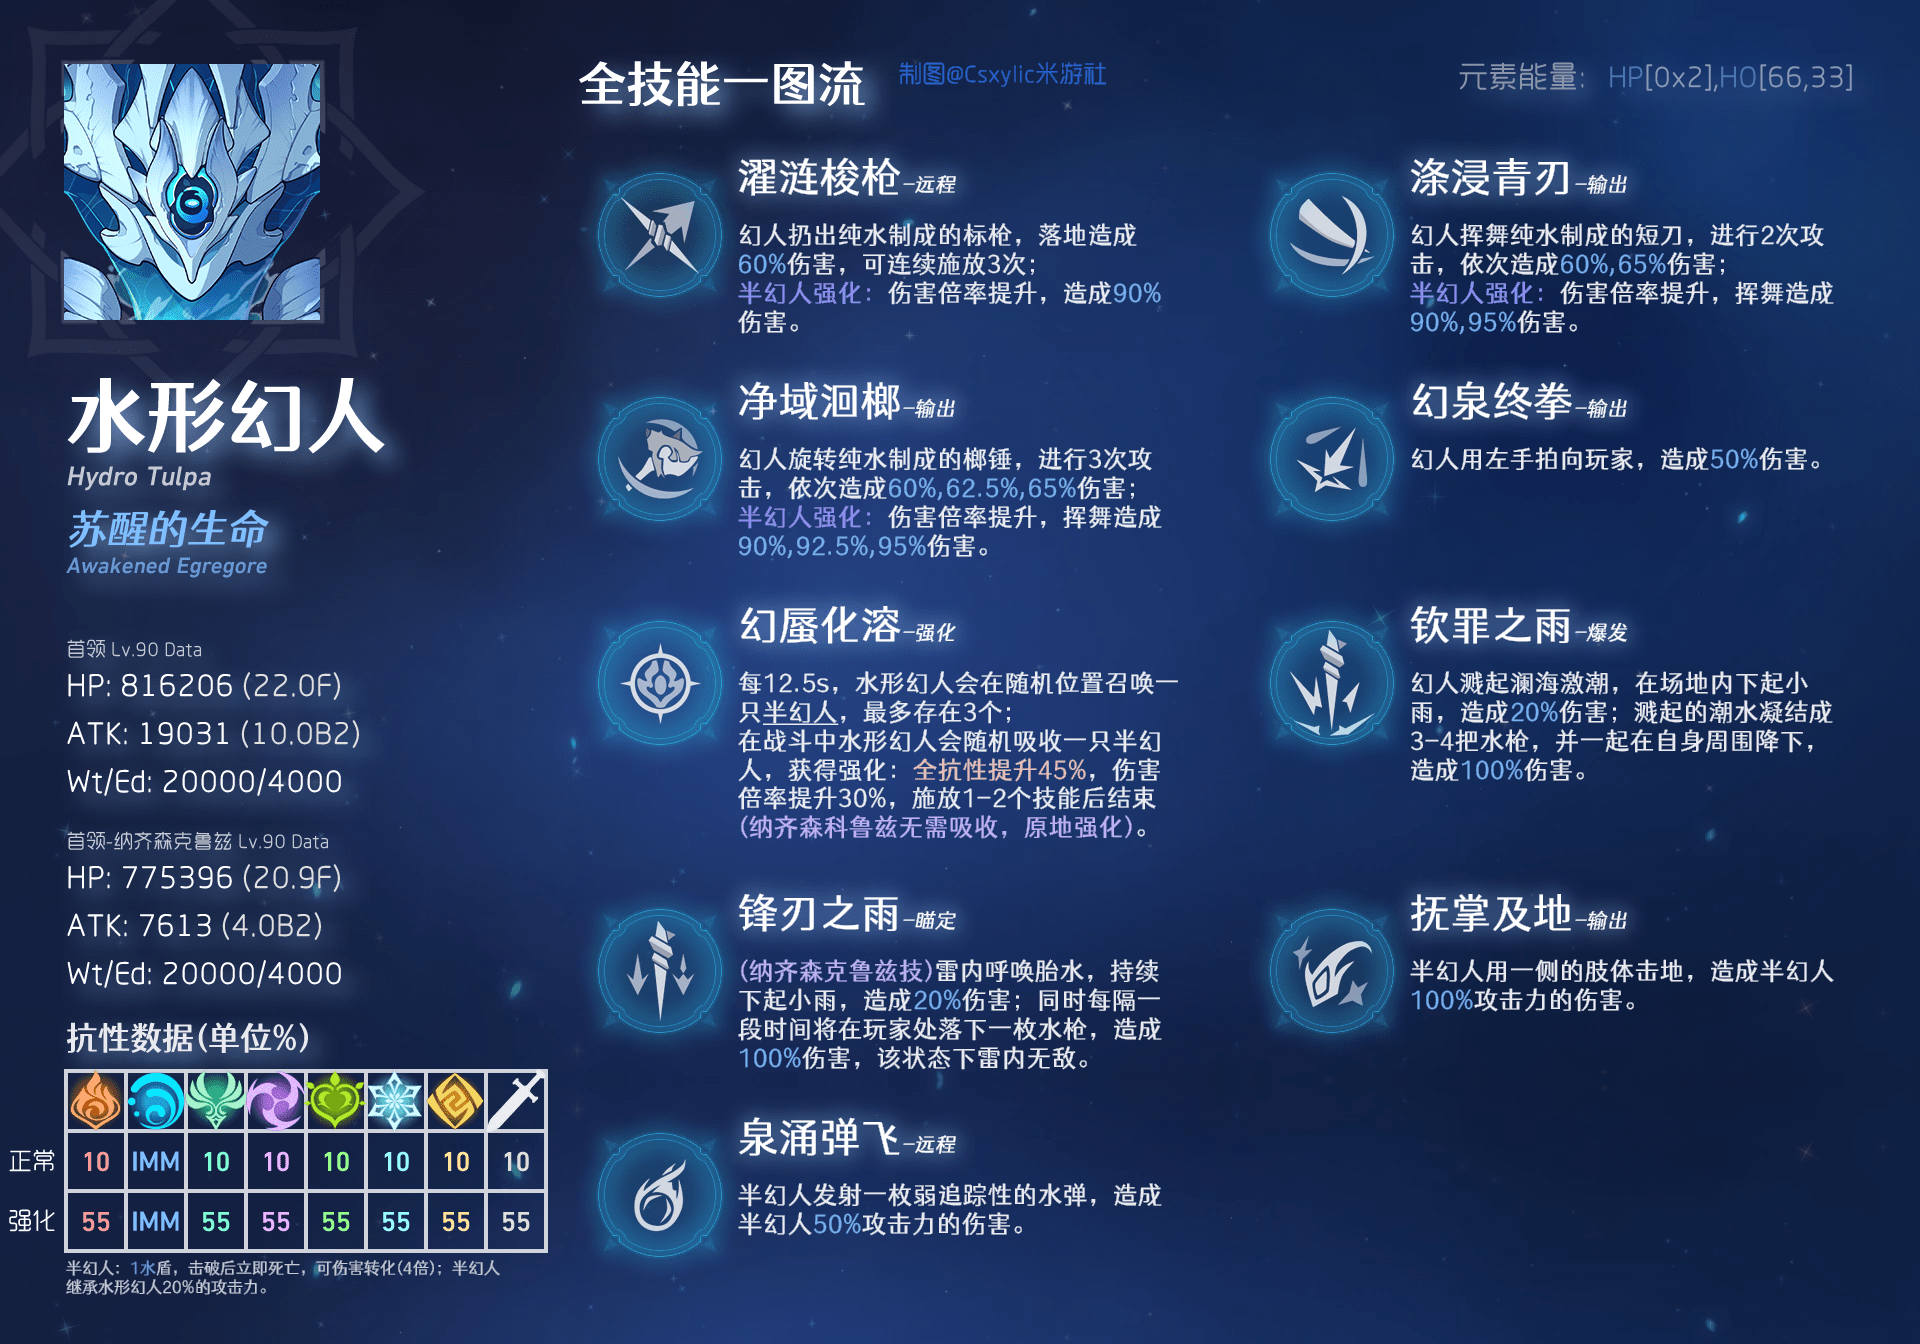 全技能一图流
制图@Csxylic米游社
元素能量: HP[0x2],HO[66,33]
水形幻人
Hydro Tulpa
苏醒的生命
Awakened Egregore
首领 Lv.90 Data
HP: 816206 (22.0F)
ATK: 19031 (10.0B2)
Wt/Ed: 20000/4000
首领-纳齐森克鲁兹 Lv.90 Data
HP: 775396 (20.9F)
ATK: 7613 (4.0B2)
Wt/Ed: 20000/4000
抗性数据(单位%)
正常 10 IMM 10 10 10 10 10 10
强化 55 IMM 55 55 55 55 55 55
半幻人：1水盾，击破后立即死亡，可伤害转化(4倍)；半幻人
继承水形幻人20%的攻击力。
濯涟梭枪-远程
幻人扔出纯水制成的标枪，落地造成
60%伤害，可连续施放3次；
半幻人强化：伤害倍率提升，造成90%
伤害。
涤浸青刃-输出
幻人挥舞纯水制成的短刀，进行2次攻
击，依次造成60%,65%伤害；
半幻人强化：伤害倍率提升，挥舞造成
90%,95%伤害。
净域洄榔-输出
幻人旋转纯水制成的榔锤，进行3次攻
击，依次造成60%,62.5%,65%伤害；
半幻人强化：伤害倍率提升，挥舞造成
90%,92.5%,95%伤害。
幻泉终拳-输出
幻人用左手拍向玩家，造成50%伤害。
幻蜃化溶-强化
每12.5s，水形幻人会在随机位置召唤一
只半幻人，最多存在3个；
在战斗中水形幻人会随机吸收一只半幻
人，获得强化：全抗性提升45%，伤害
倍率提升30%，施放1-2个技能后结束
(纳齐森科鲁兹无需吸收，原地强化)。
钦罪之雨-爆发
幻人溅起澜海激潮，在场地内下起小
雨，造成20%伤害；溅起的潮水凝结成
3-4把水枪，并一起在自身周围降下，
造成100%伤害。
锋刃之雨-瞄定
(纳齐森克鲁兹技)雷内呼唤胎水，持续
下起小雨，造成20%伤害；同时每隔一
段时间将在玩家处落下一枚水枪，造成
100%伤害，该状态下雷内无敌。
抚掌及地-输出
半幻人用一侧的肢体击地，造成半幻人
100%攻击力的伤害。
泉涌弹飞-远程
半幻人发射一枚弱追踪性的水弹，造成
半幻人50%攻击力的伤害。